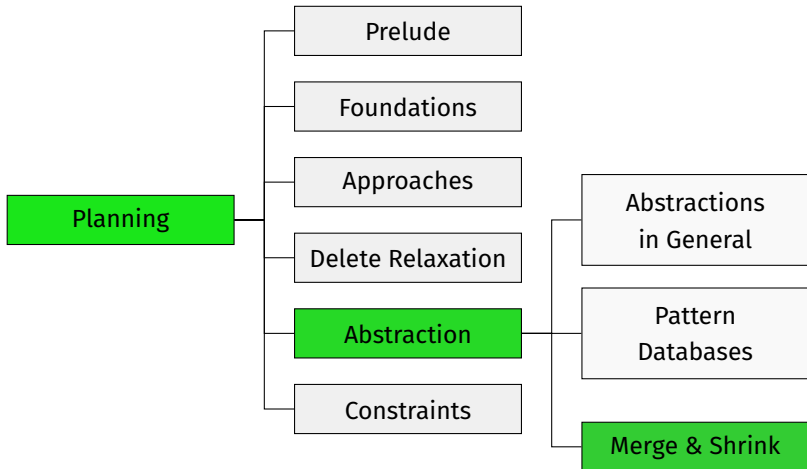 Prelude
Foundations
Approaches
Planning
Delete Relaxation
Abstraction
Constraints
Abstractions
in General
Pattern
Databases
Merge & Shrink